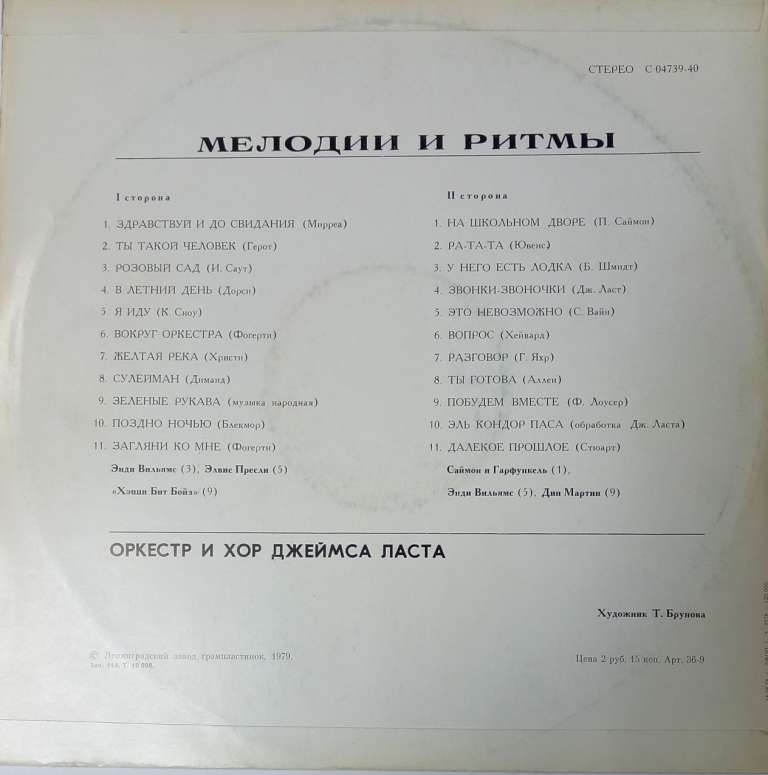 СТЕРЕО С 04739-40
МЕЛОДИИ И РИТМЫ
I сторона
1. ЗДРАВСТВУЙ И ДО СВИДАНИЯ (Мирреа)
2. ТЫ ТАКОЙ ЧЕЛОВЕК (Герот)
3. РОЗОВЫЙ САД (И. Саут)
4. В ЛЕТНИЙ ДЕНЬ (Дорси)
5. Я ИДУ (К. Сноу)
6. ВОКРУГ ОРКЕСТРА (Фогерти)
7. ЖЕЛТАЯ РЕКА (Христи)
8. СУЛЕЙМАН (Диманд)
9. ЗЕЛЕНЫЕ РУКАВА (музыка народная)
10. ПОЗДНО НОЧЬЮ (Блекмор)
11. ЗАГЛЯНИ КО МНЕ (Фогерти)
Энди Вильямс (3), Элвис Пресли (5)
«Хэппи Бит Бойз» (9)
II сторона
1. НА ШКОЛЬНОМ ДВОРЕ (П. Саймон)
2. РА-ТА-ТА (Ювенс)
3. У НЕГО ЕСТЬ ЛОДКА (Б. Шмидт)
4. ЗВОНКИ-ЗВОНОЧКИ (Дж. Ласт)
5. ЭТО НЕВОЗМОЖНО (С. Вайн)
6. ВОПРОС (Хейвард)
7. РАЗГОВОР (Г. Яхр)
8. ТЫ ГОТОВА (Аллен)
9. ПОБУДЕМ ВМЕСТЕ (Ф. Лоусер)
10. ЭЛЬ КОНДОР ПАСА (обработка Дж. Ласта)
11. ДАЛЕКОЕ ПРОШЛОЕ (Стюарт)
Саймон и Гарфункель (1),
Энди Вильямс (5), Дин Мартин (9)
ОРКЕСТР И ХОР ДЖЕЙМСА ЛАСТА
Художник Т. Брунова
© Ленинградский завод грампластинок, 1979.
Цена 2 руб. 15 коп. Арт. 36-9